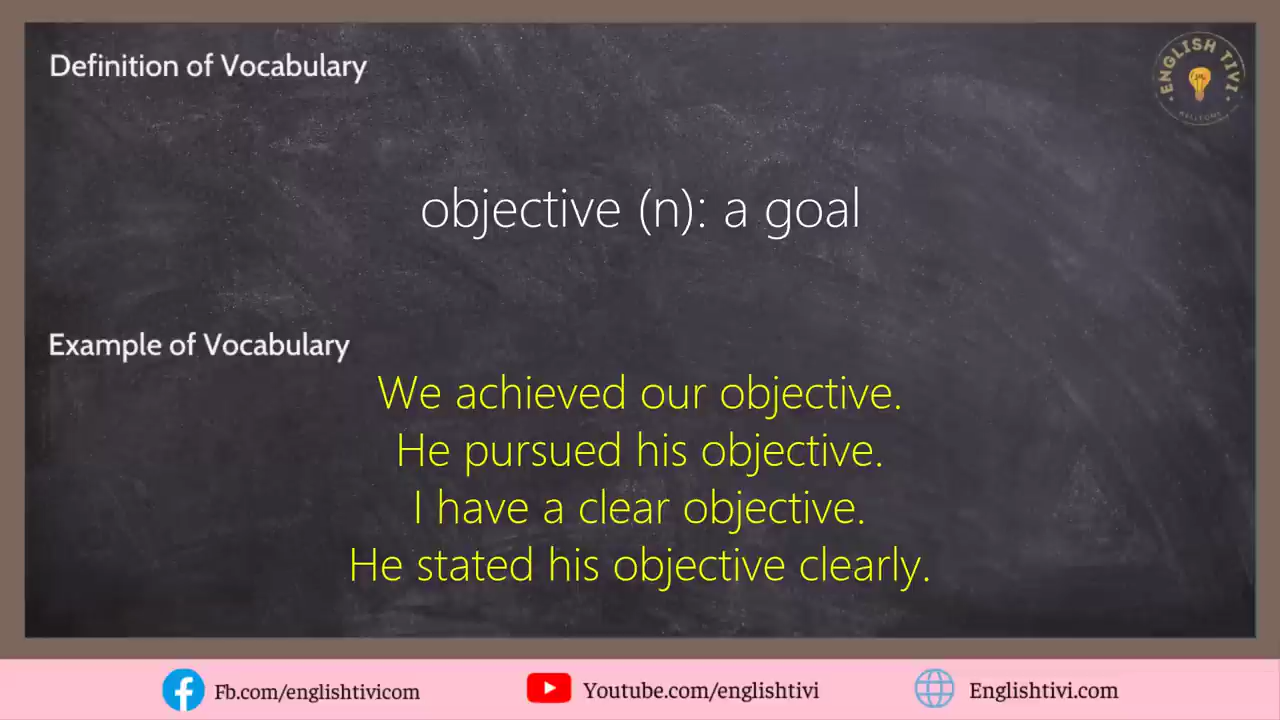 Definition of Vocabulary
ENGLISH TIVI
objective (n): a goal
Example of Vocabulary
We achieved our objective.
He pursued his objective.
I have a clear objective.
He stated his objective clearly.
Fb.com/englishtivicom
Youtube.com/englishtivi
Englishtivi.com